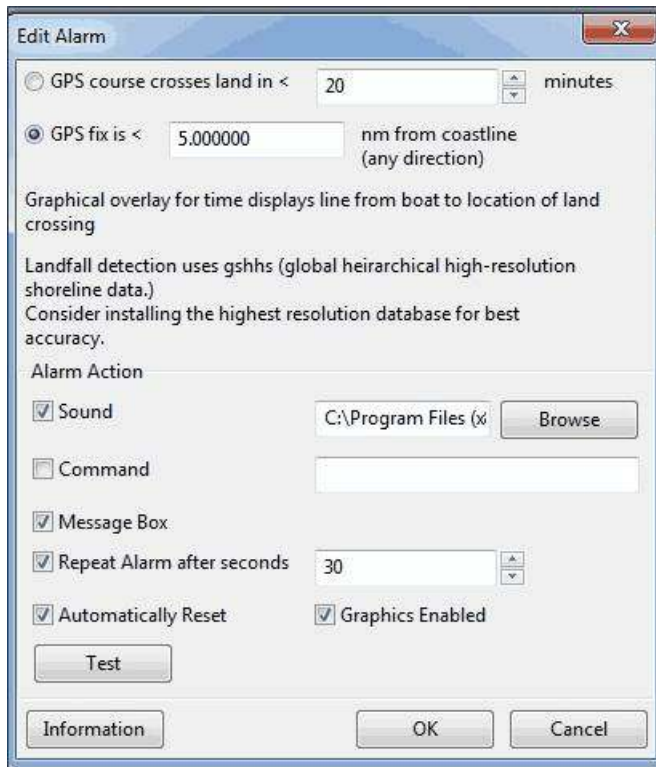 Edit Alarm
GPS course crosses land in < 20 minutes
GPS fix is < 5.000000 nm from coastline
(any direction)
Graphical overlay for time displays line from boat to location of land
crossing
Landfall detection uses gshhs (global heirarchical high-resolution
shoreline data.)
Consider installing the highest resolution database for best
accuracy.
Alarm Action
Sound C:\Program Files (x Browse
Command
Message Box
Repeat Alarm after seconds 30
Automatically Reset Graphics Enabled
Test
Information OK Cancel